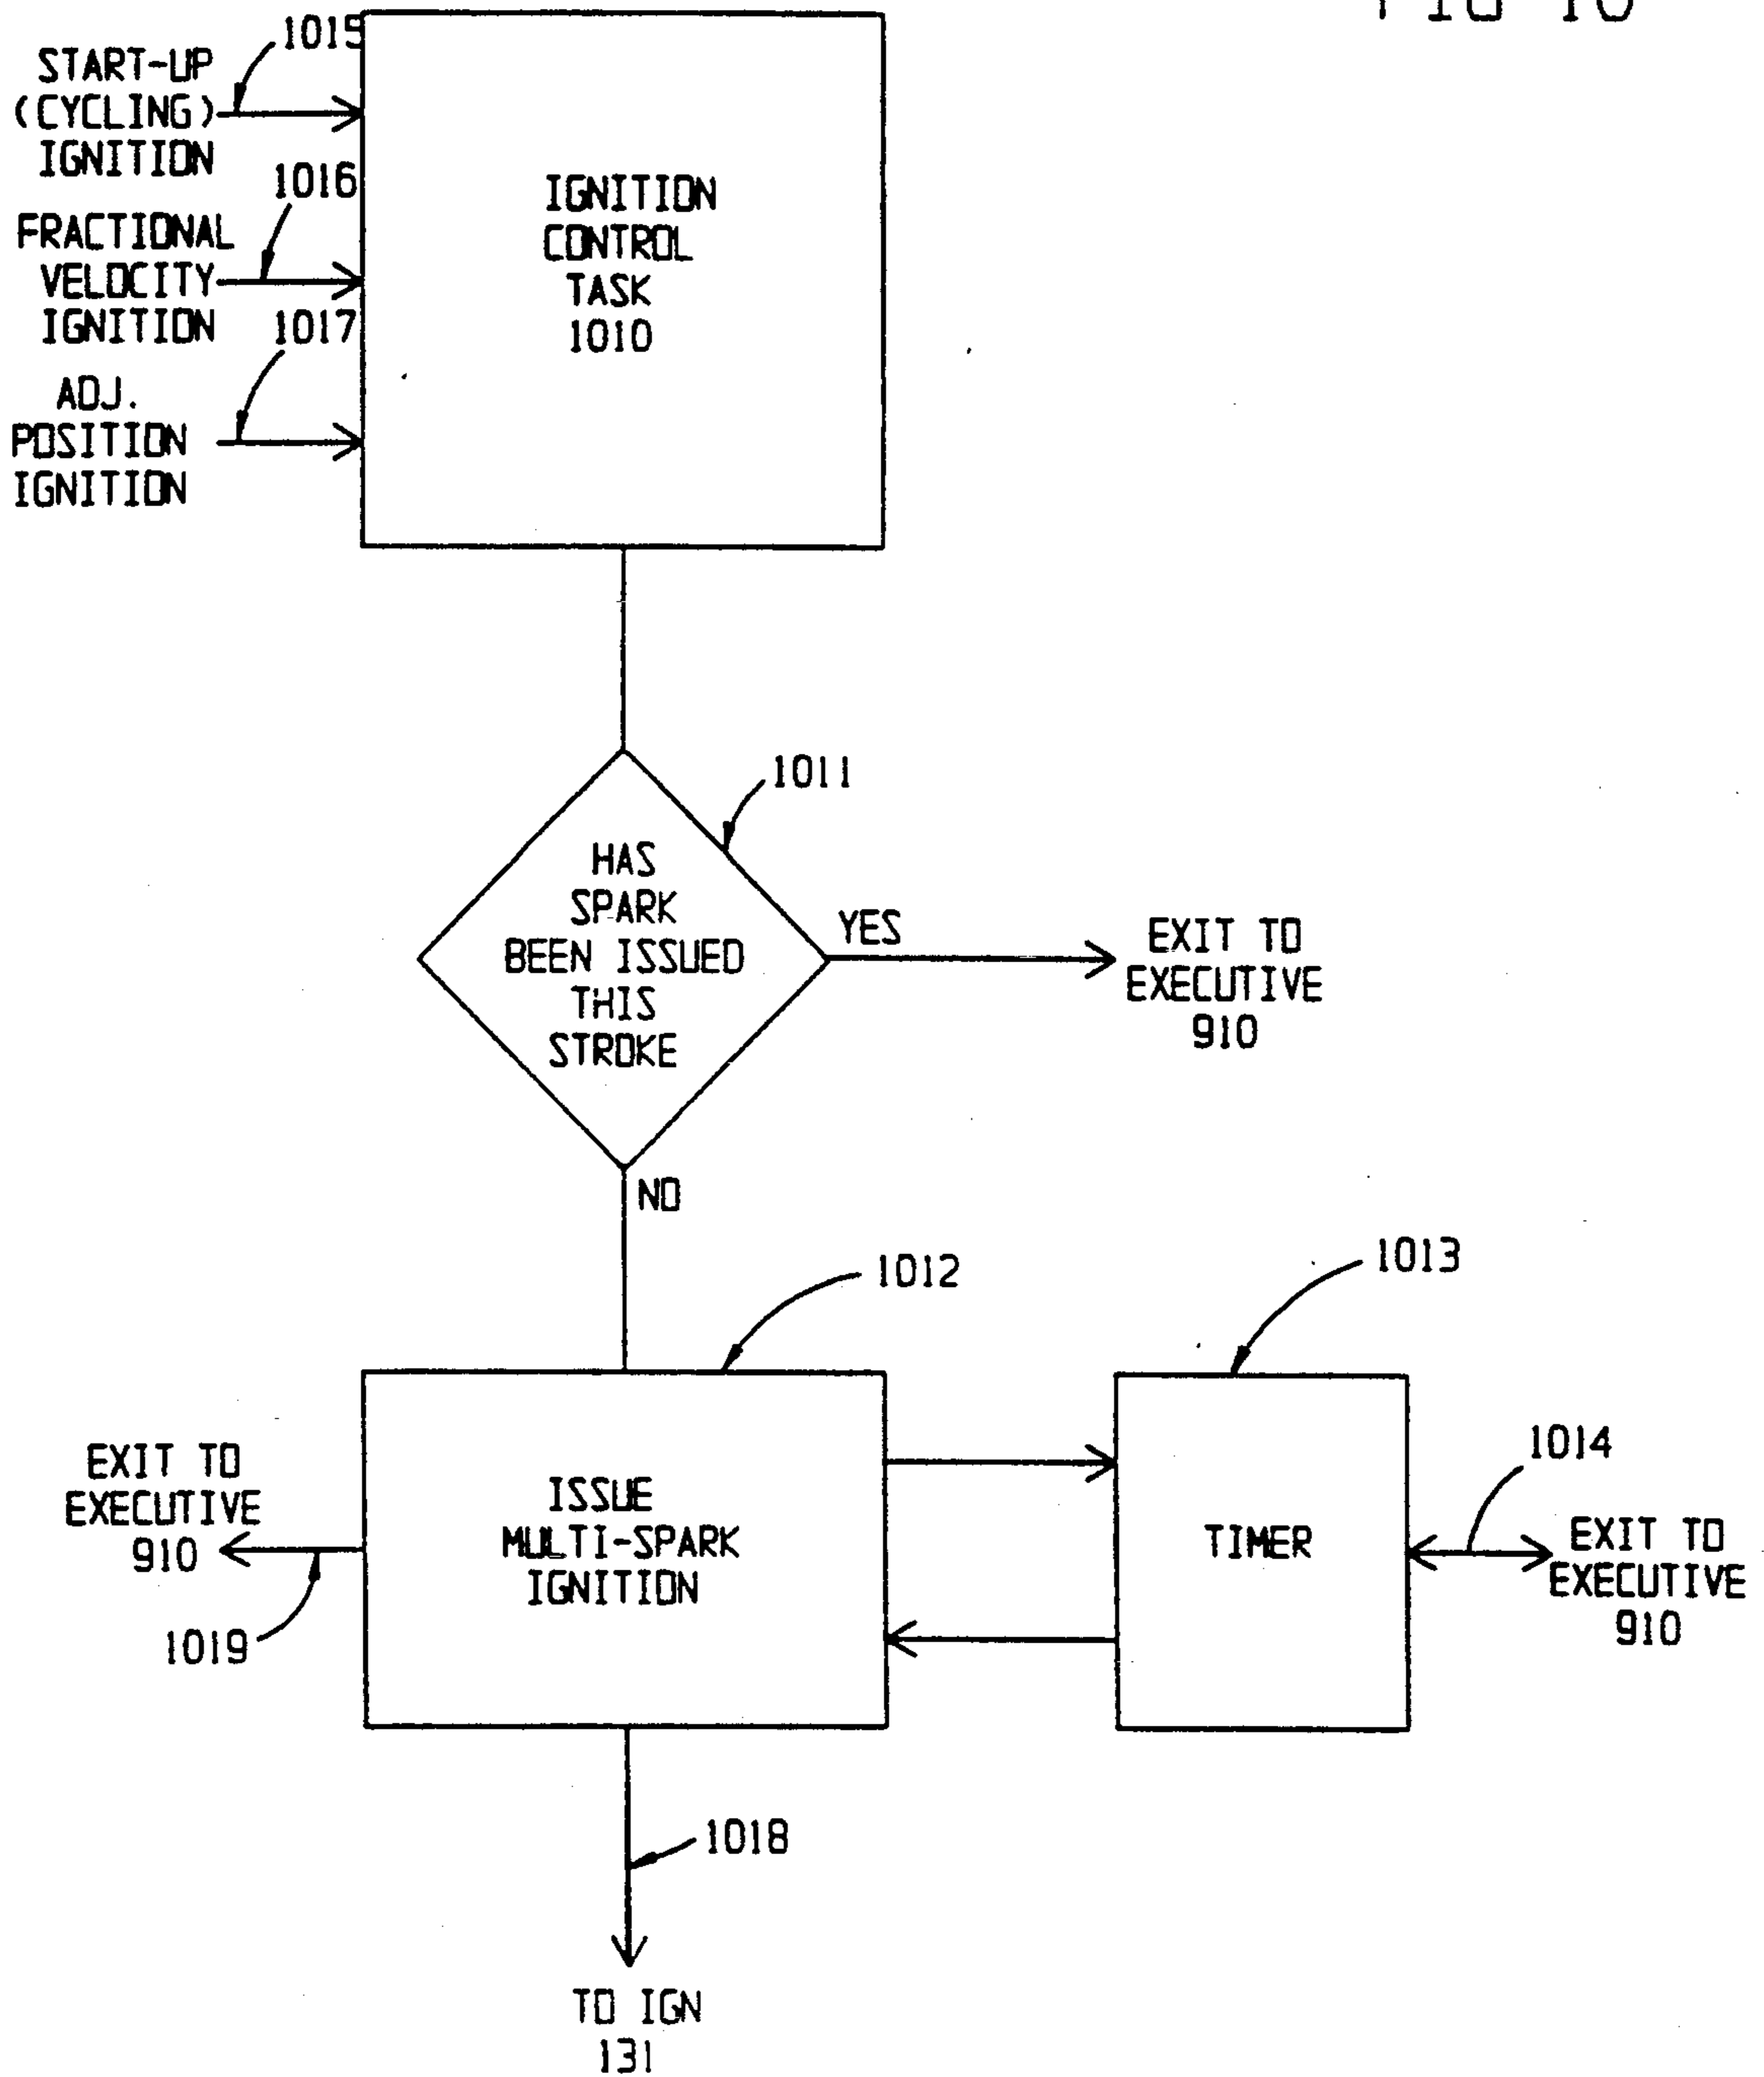 FIG 10
1015
START-UP
(CYCLING)
IGNITION
1016
FRACTIONAL
VELOCITY
IGNITION
1017
ADJ.
POSITION
IGNITION
IGNITION
CONTROL
TASK
1010
1011
HAS
SPARK
BEEN ISSUED
THIS
STROKE
YES
EXIT TO
EXECUTIVE
910
NO
1012
1013
EXIT TO
EXECUTIVE
910
1019
ISSUE
MULTI-SPARK
IGNITION
TIMER
1014
EXIT TO
EXECUTIVE
910
1018
TO IGN
131